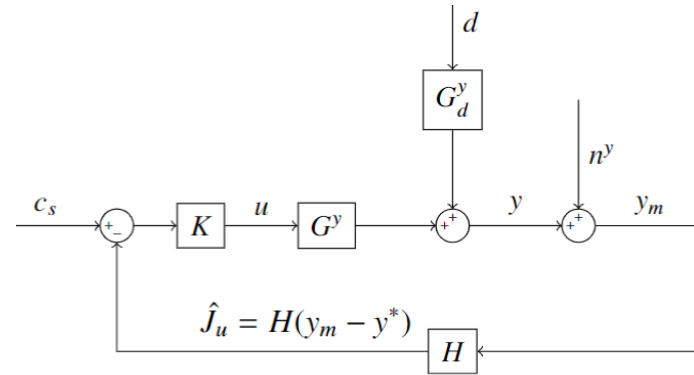 d
G_d^y
n^y
c_s
+
−
K
u
G^y
+
+
y
+
+
y_m
Ĵ_u = H(y_m − y*)
H